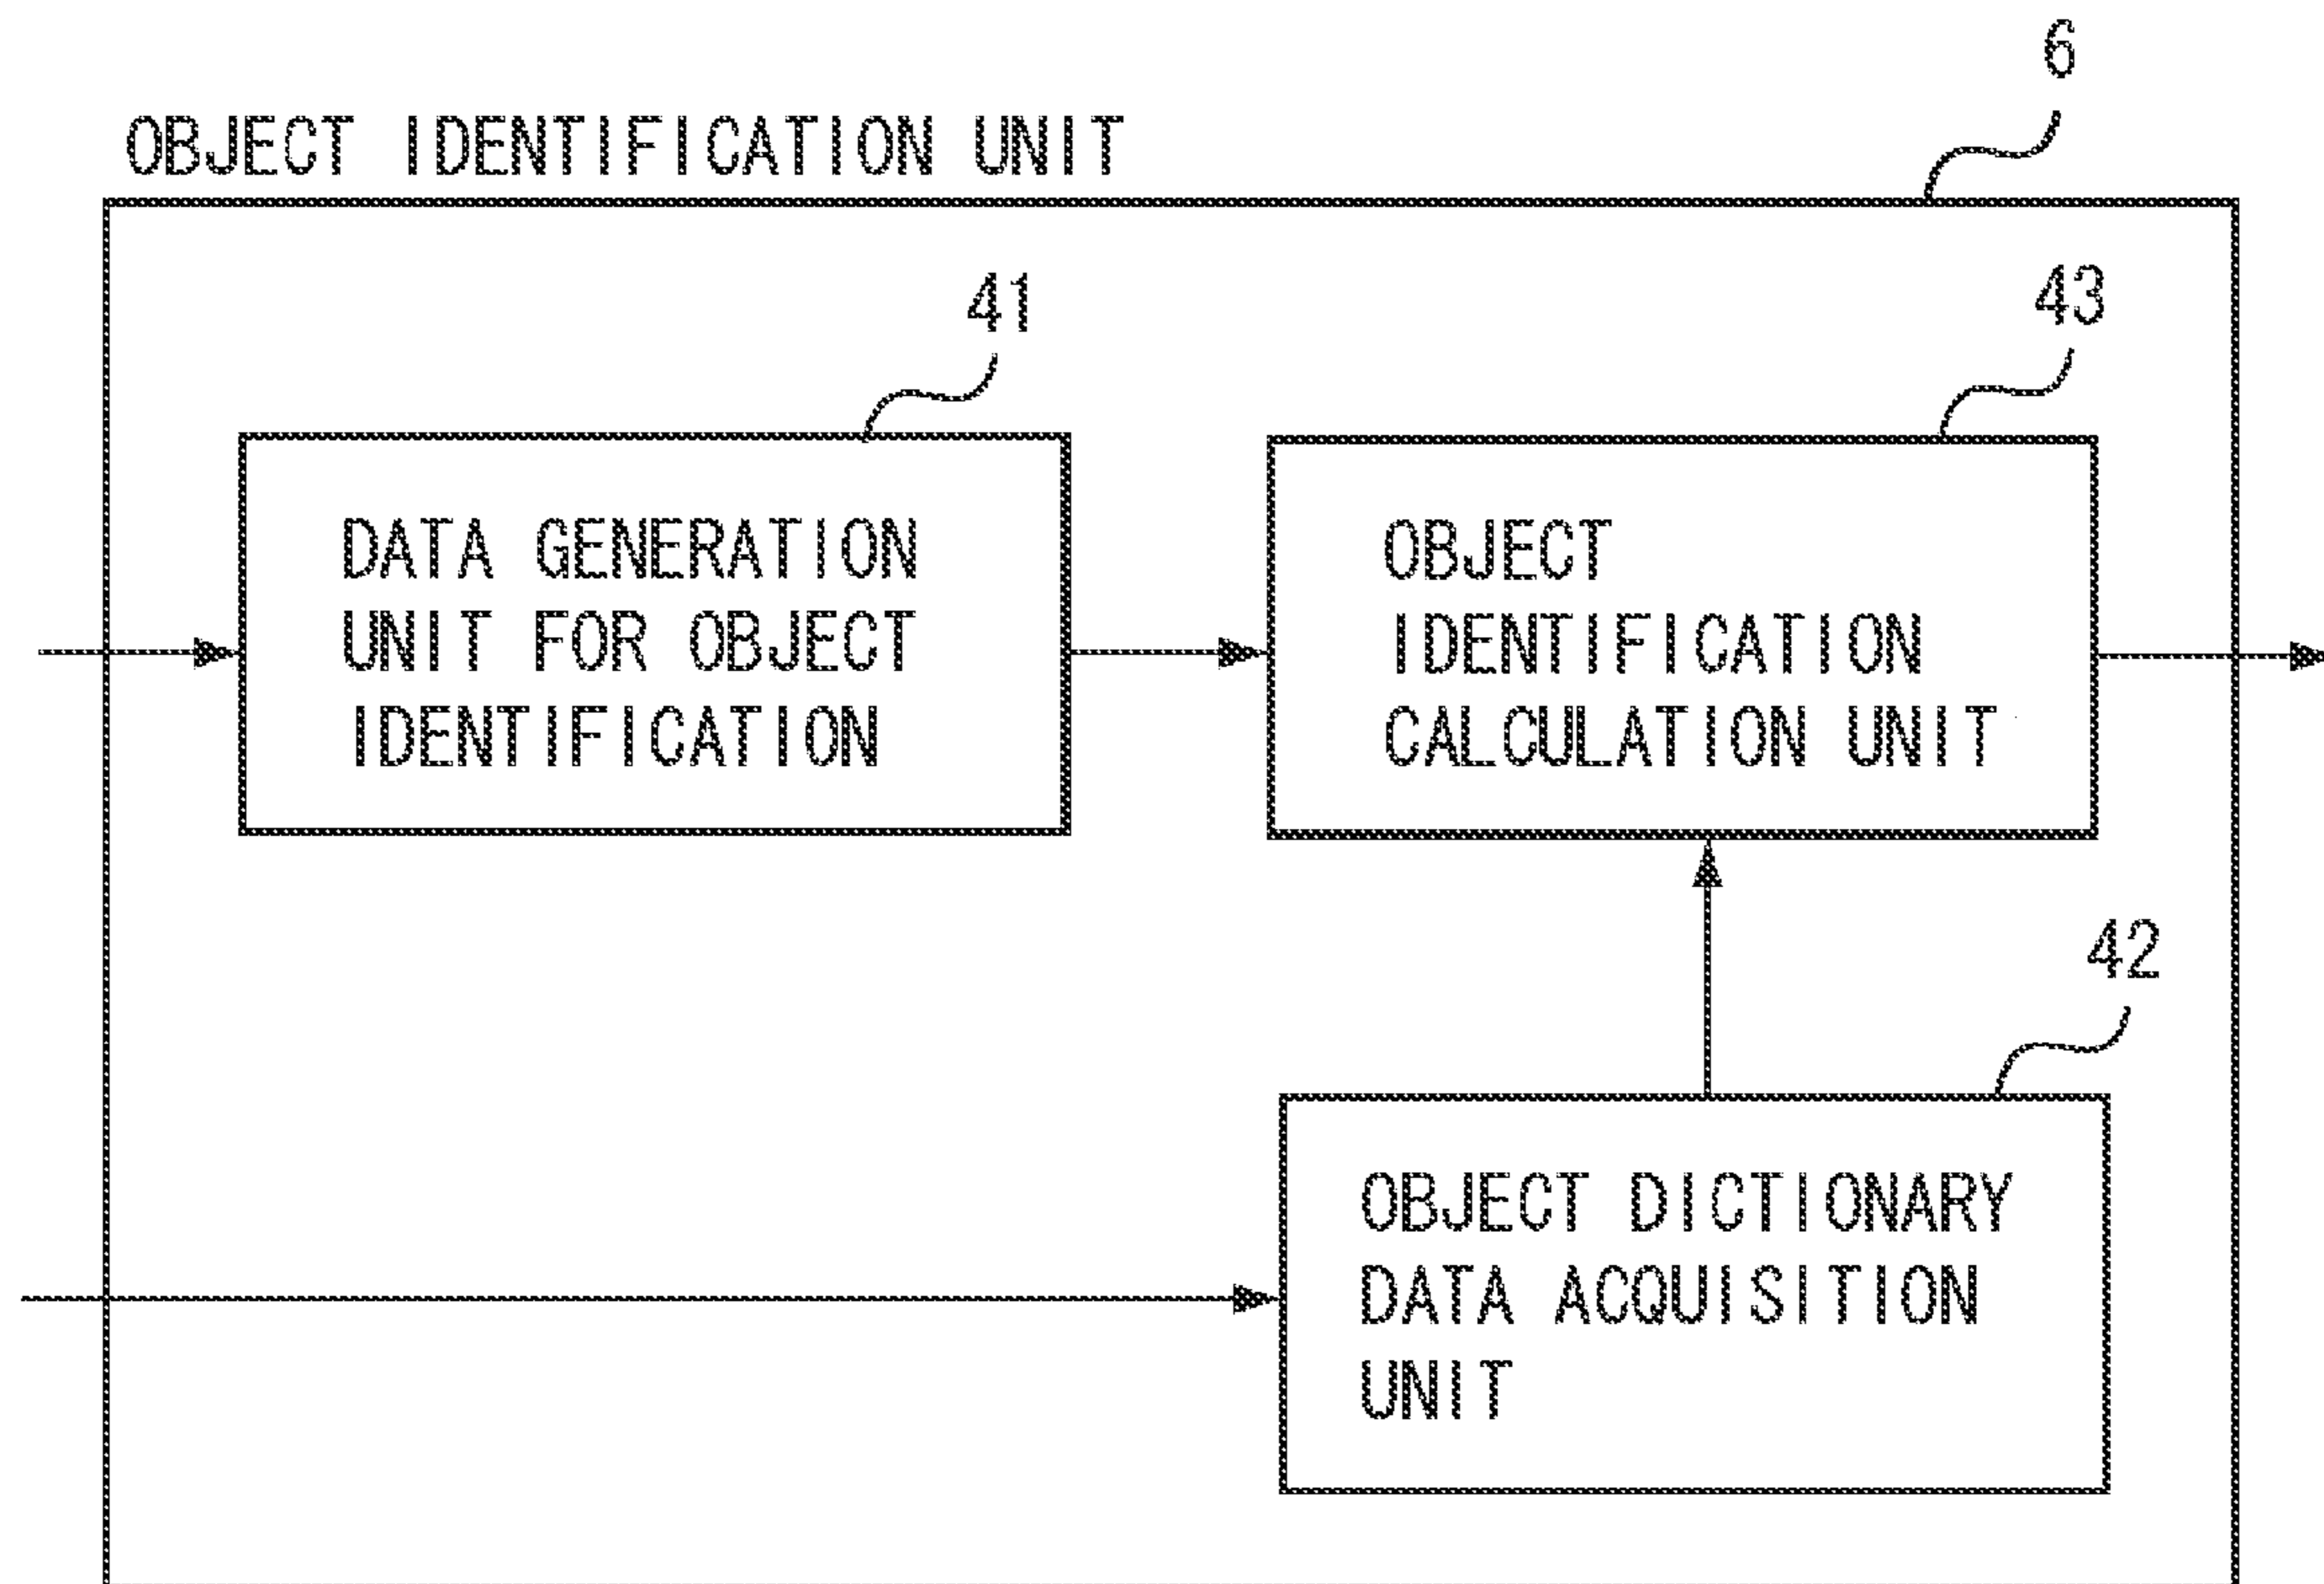 6
OBJECT IDENTIFICATION UNIT
41
43
DATA GENERATION
UNIT FOR OBJECT
IDENTIFICATION
OBJECT
IDENTIFICATION
CALCULATION UNIT
42
OBJECT DICTIONARY
DATA ACQUISITION
UNIT